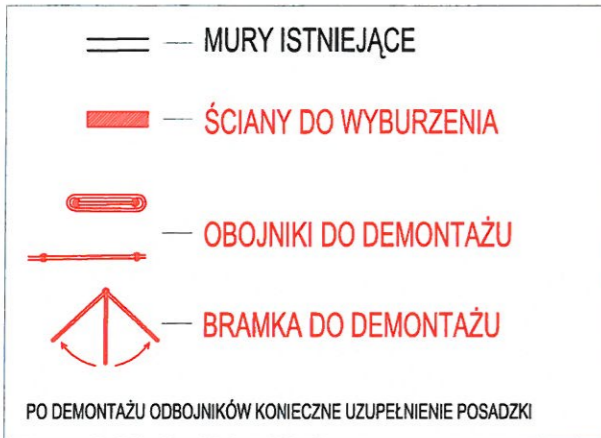 — MURY ISTNIEJĄCE
— ŚCIANY DO WYBURZENIA
— OBOJNIKI DO DEMONTAŻU
— BRAMKA DO DEMONTAŻU
PO DEMONTAŻU ODBOJNIKÓW KONIECZNE UZUPEŁNIENIE POSADZKI